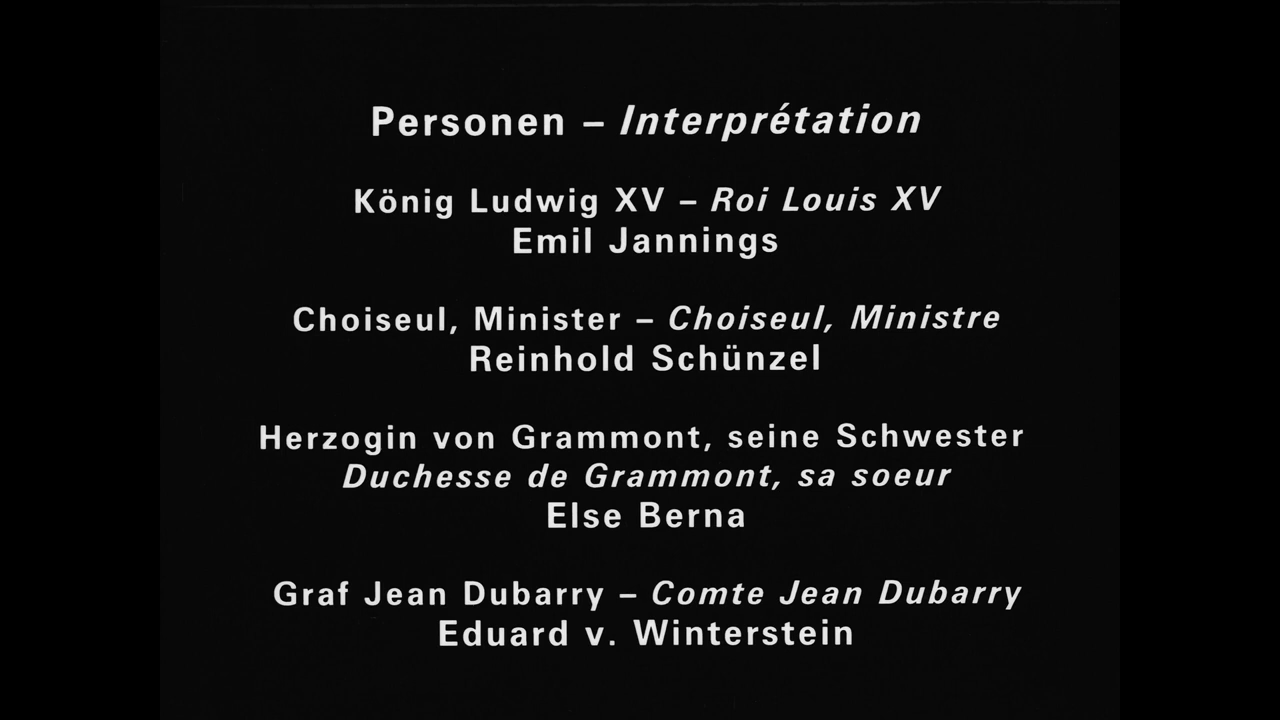 Personen – Interprétation
König Ludwig XV – Roi Louis XV
Emil Jannings
Choiseul, Minister – Choiseul, Ministre
Reinhold Schünzel
Herzogin von Grammont, seine Schwester
Duchesse de Grammont, sa soeur
Else Berna
Graf Jean Dubarry – Comte Jean Dubarry
Eduard v. Winterstein